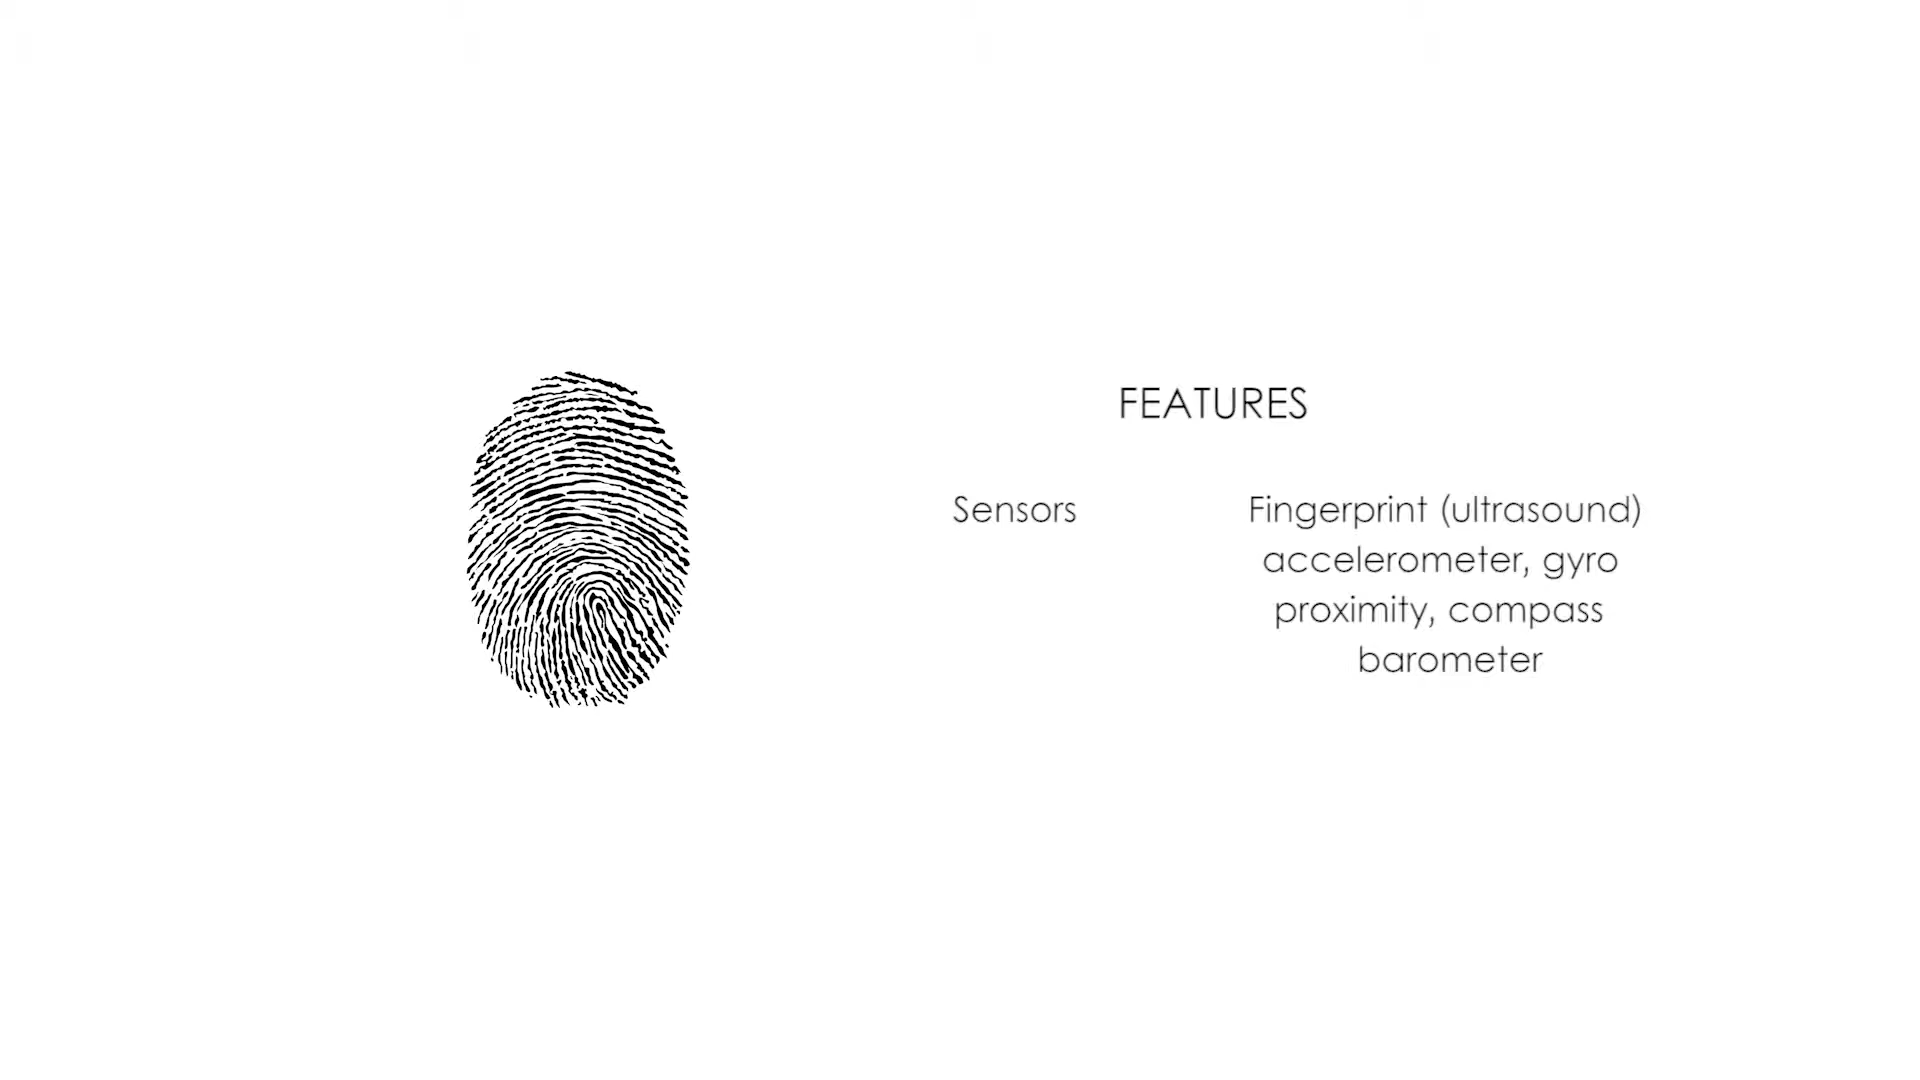 FEATURES
Sensors
Fingerprint (ultrasound)
accelerometer, gyro
proximity, compass
barometer